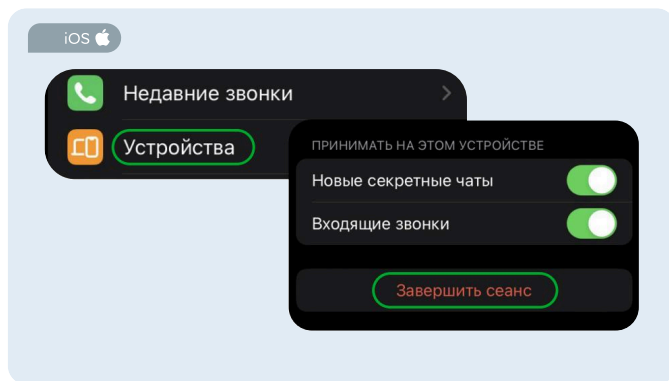 iOS
Недавние звонки
Устройства
ПРИНИМАТЬ НА ЭТОМ УСТРОЙСТВЕ
Новые секретные чаты
Входящие звонки
Завершить сеанс